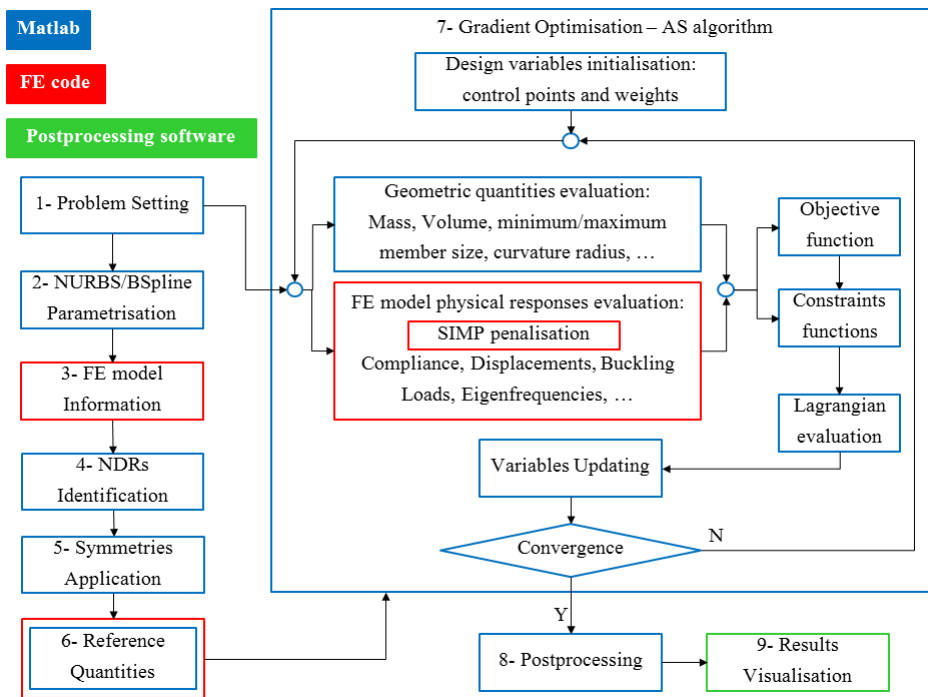 Matlab
FE code
Postprocessing software
1- Problem Setting
2- NURBS/BSpline
Parametrisation
3- FE model
Information
4- NDRs
Identification
5- Symmetries
Application
6- Reference
Quantities
7- Gradient Optimisation – AS algorithm
Design variables initialisation:
control points and weights
Geometric quantities evaluation:
Mass, Volume, minimum/maximum
member size, curvature radius, …
FE model physical responses evaluation:
SIMP penalisation
Compliance, Displacements, Buckling
Loads, Eigenfrequencies, …
Objective
function
Constraints
functions
Lagrangian
evaluation
Variables Updating
Convergence
N
Y
8- Postprocessing
9- Results
Visualisation